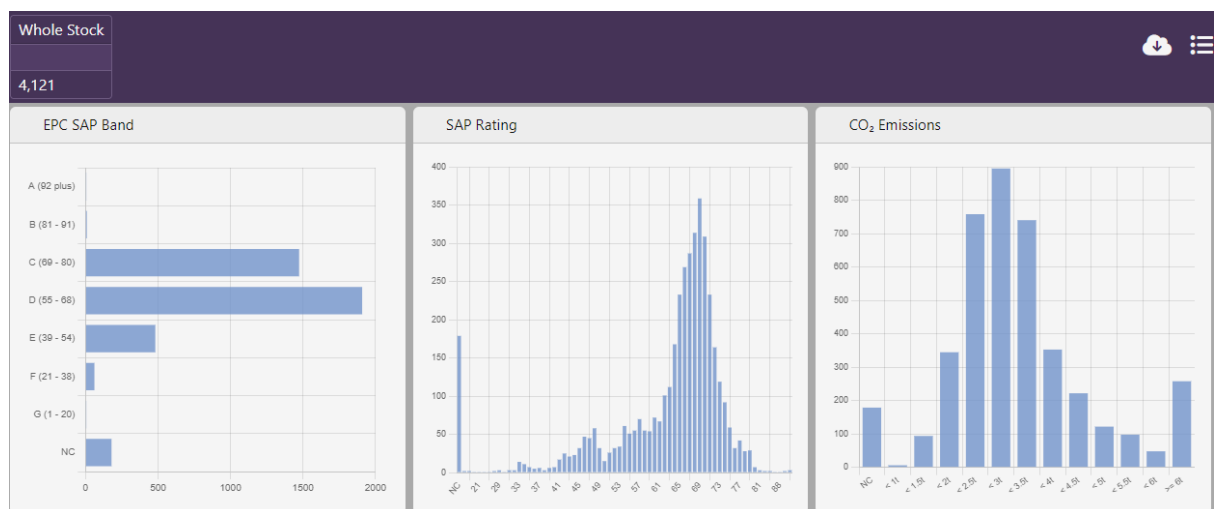 Whole Stock
4,121
EPC SAP Band
A (92 plus)
B (81 - 91)
C (69 - 80)
D (55 - 68)
E (39 - 54)
F (21 - 38)
G (1 - 20)
NC
0 500 1000 1500 2000
SAP Rating
400
350
300
250
200
150
100
50
0
NC 21 29 33 37 41 45 49 53 57 61 65 69 73 77 81 88
CO₂ Emissions
900
800
700
600
500
400
300
200
100
0
NC < 1t < 1.5t < 2t < 2.5t < 3t < 3.5t < 4t < 4.5t < 5t < 5.5t < 6t >= 6t